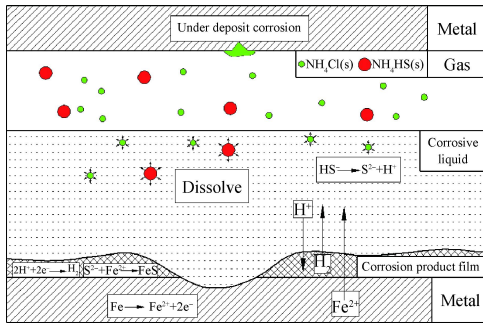 Under deposit corrosion
Metal
NH₄Cl(s) NH₄HS(s)
Gas
Corrosive
liquid
HS⁻→S²⁻+H⁺
Dissolve
H⁺
H₂
2H⁺+2e⁻→H₂
S²⁻+Fe²⁺→FeS
Corrosion product film
Fe→Fe²⁺+2e⁻
Fe²⁺
Metal